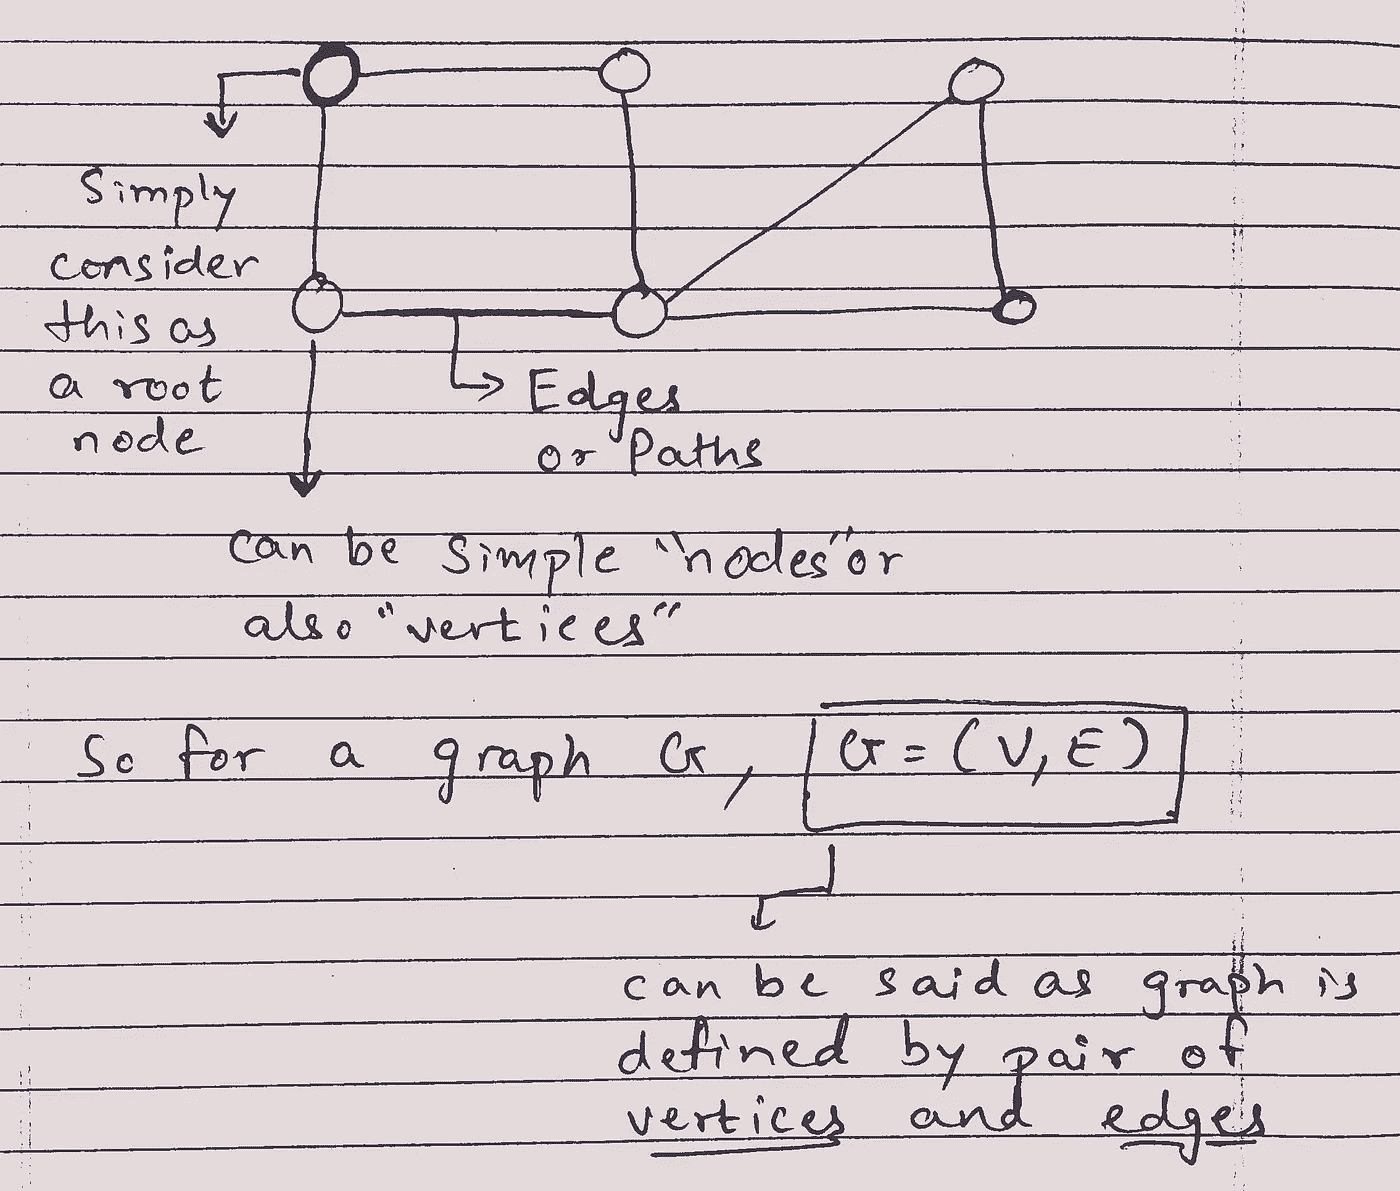 Simply
consider
this as
a root
node
Edges
or Paths
can be simple "nodes" or
also "vertices"
So for a graph G, G = (V, E)
can be said as graph is
defined by pair of
vertices and edges